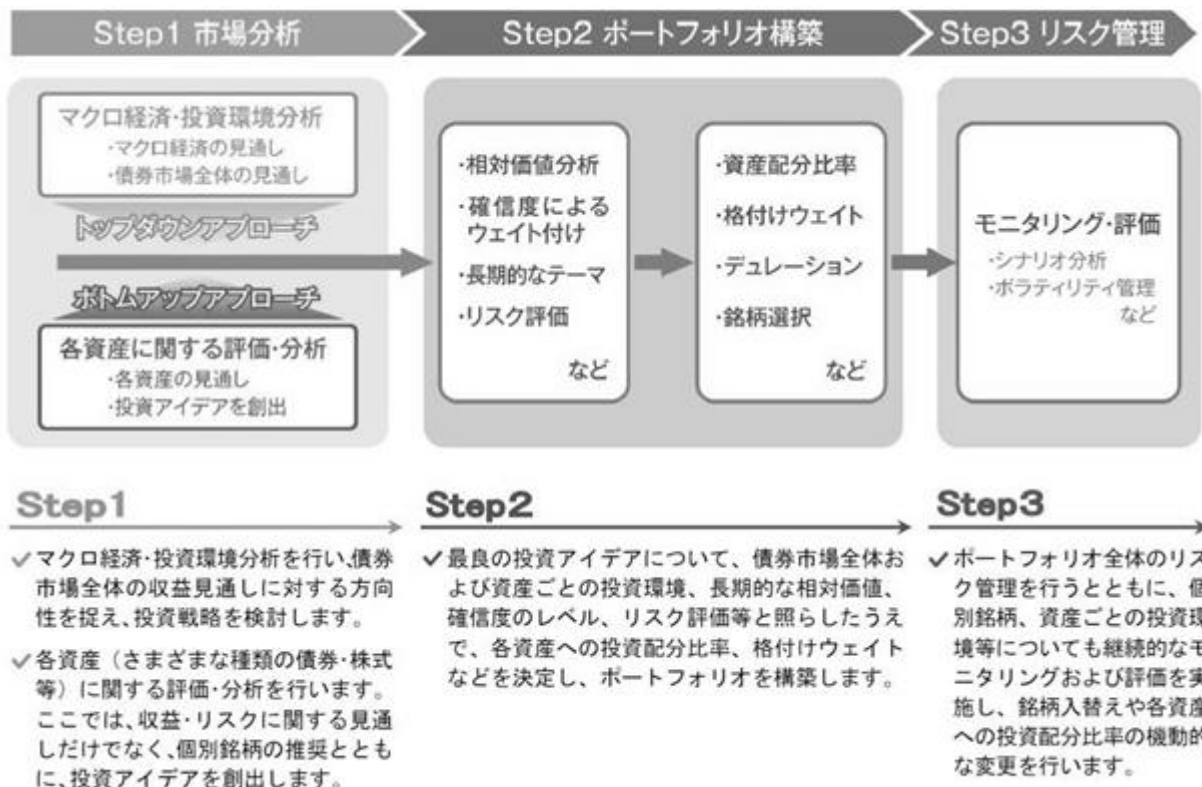 Step1 市場分析
Step2 ポートフォリオ構築
Step3 リスク管理
マクロ経済・投資環境分析
・マクロ経済の見通し
・債券市場全体の見通し
トップダウンアプローチ
ボトムアップアプローチ
各資産に関する評価・分析
・各資産の見通し
・投資アイデアを創出
・相対価値分析
・確信度による
ウェイト付け
・長期的なテーマ
・リスク評価
など
・資産配分比率
・格付けウェイト
・デュレーション
・銘柄選択
など
モニタリング・評価
・シナリオ分析
・ボラティリティ管理
など
Step1
✓マクロ経済・投資環境分析を行い、債券
市場全体の収益見通しに対する方向
性を捉え、投資戦略を検討します。
✓各資産（さまざまな種類の債券・株式
等）に関する評価・分析を行います。
ここでは、収益・リスクに関する見通
しだけでなく、個別銘柄の推奨ととも
に、投資アイデアを創出します。
Step2
✓最良の投資アイデアについて、債券市場全体お
よび資産ごとの投資環境、長期的な相対価値、
確信度のレベル、リスク評価等と照らしたうえ
で、各資産への投資配分比率、格付けウェイト
などを決定し、ポートフォリオを構築します。
Step3
✓ポートフォリオ全体のリス
ク管理を行うとともに、個
別銘柄、資産ごとの投資環
境等についても継続的なモ
ニタリングおよび評価を実
施し、銘柄入替えや各資産
への投資配分比率の機動的
な変更を行います。